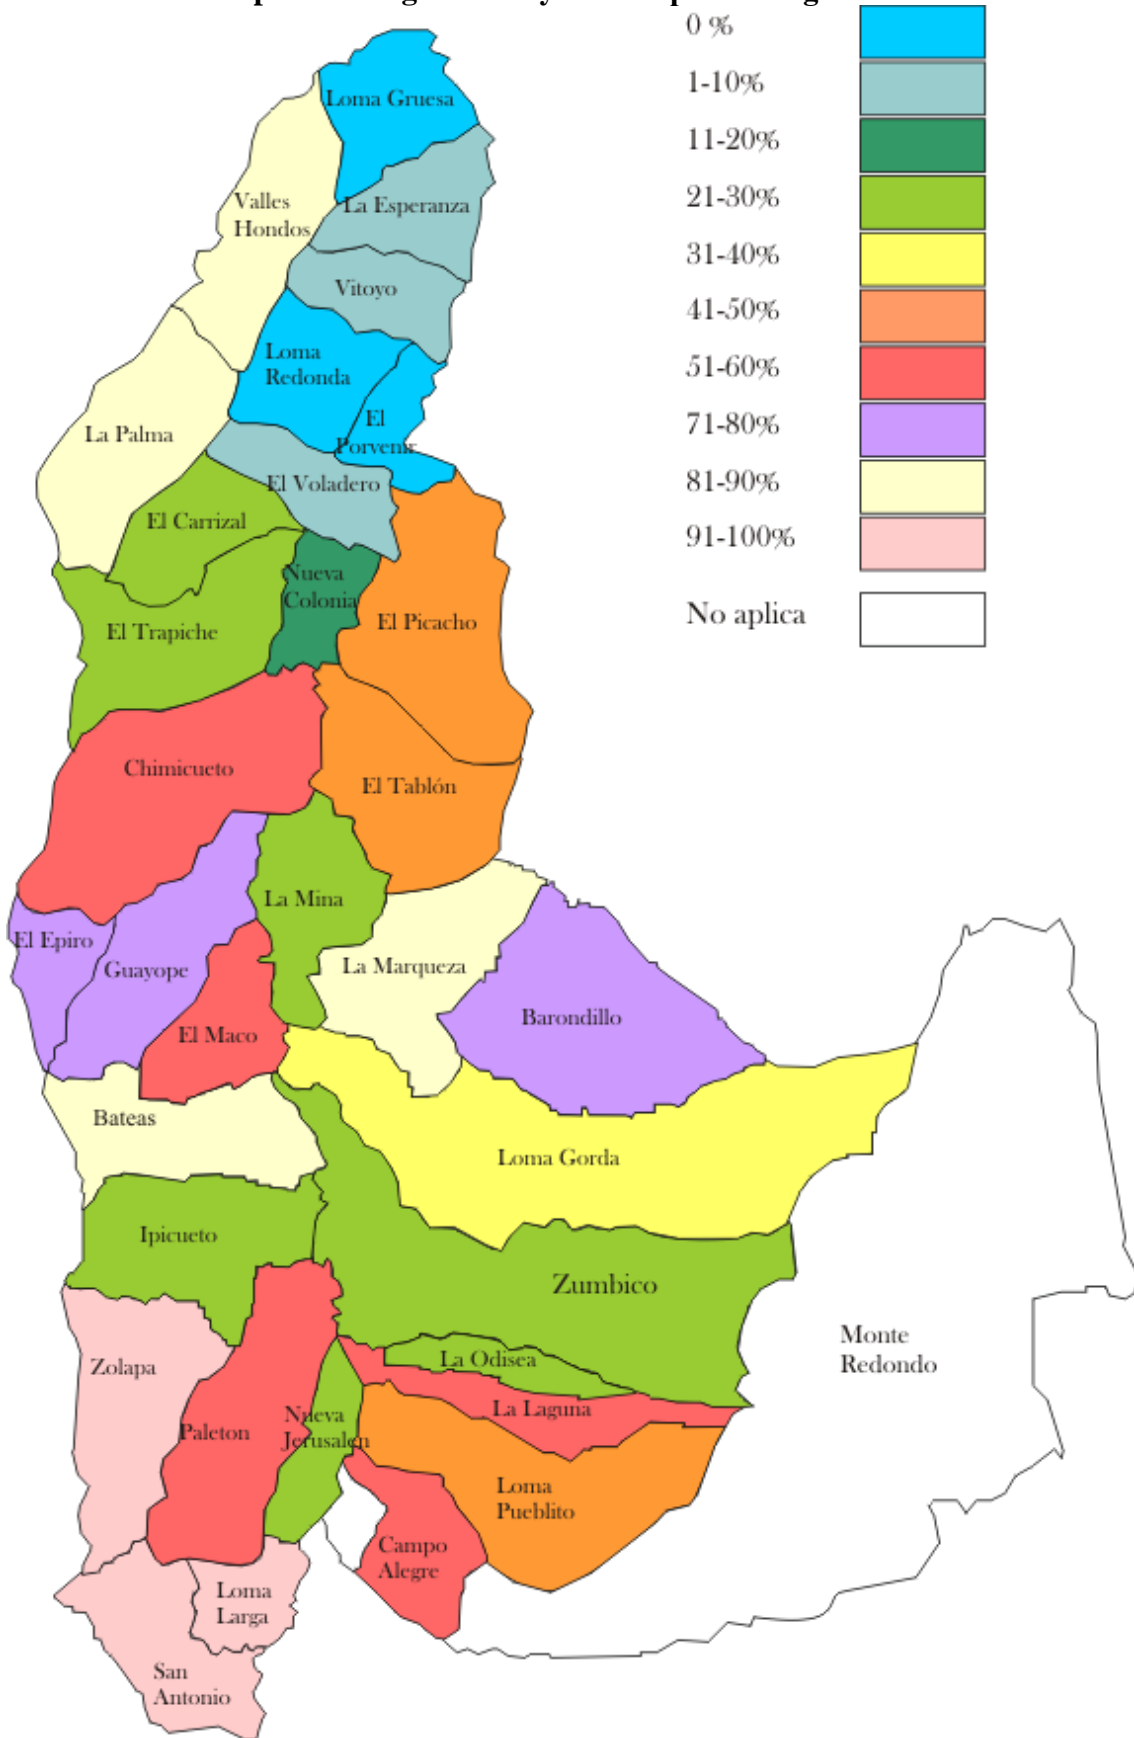 0 %
1-10%
11-20%
21-30%
31-40%
41-50%
51-60%
71-80%
81-90%
91-100%
No aplica
Loma Gruesa
Valles
Hondos
La Esperanza
Vitoyo
Loma
Redonda
El
Porvenir
La Palma
El Voladero
El Carrizal
Nueva
Colonia
El Picacho
El Trapiche
Chimicueto
El Tablón
La Mina
El Epiro
Guayope
La Marqueza
El Maco
Barondillo
Bateas
Loma Gorda
Ipicueto
Zumbico
Monte
Redondo
Zolapa
La Odisea
Paleton
Nueva
Jerusalen
La Laguna
Loma
Pueblito
Campo
Alegre
Loma
Larga
San
Antonio